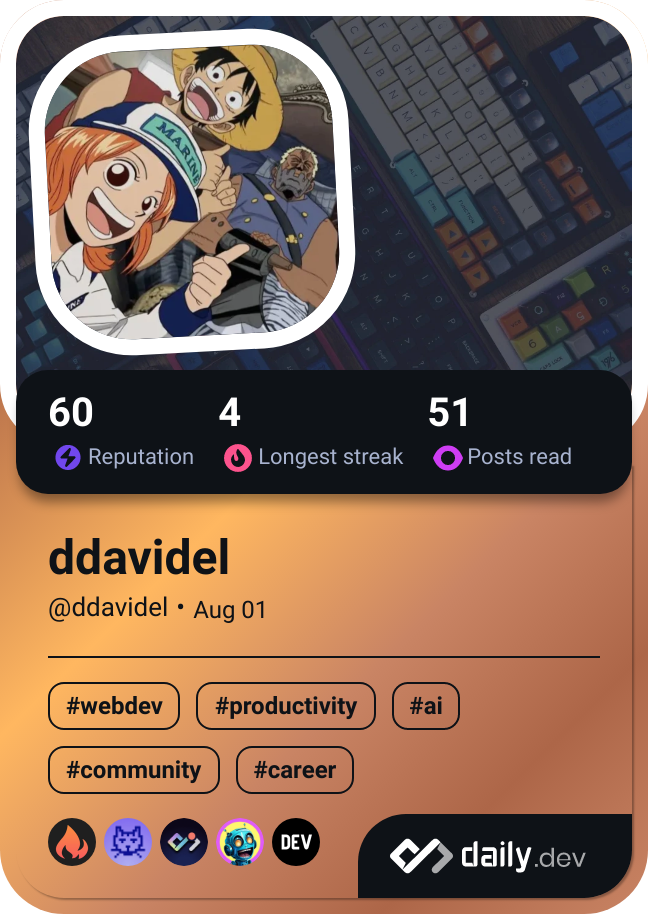 MARINE
60
4
51
Reputation
Longest streak
Posts read
ddavidel
@ddavidel • Aug 01
#webdev
#productivity
#ai
#community
#career
DEV
daily.dev